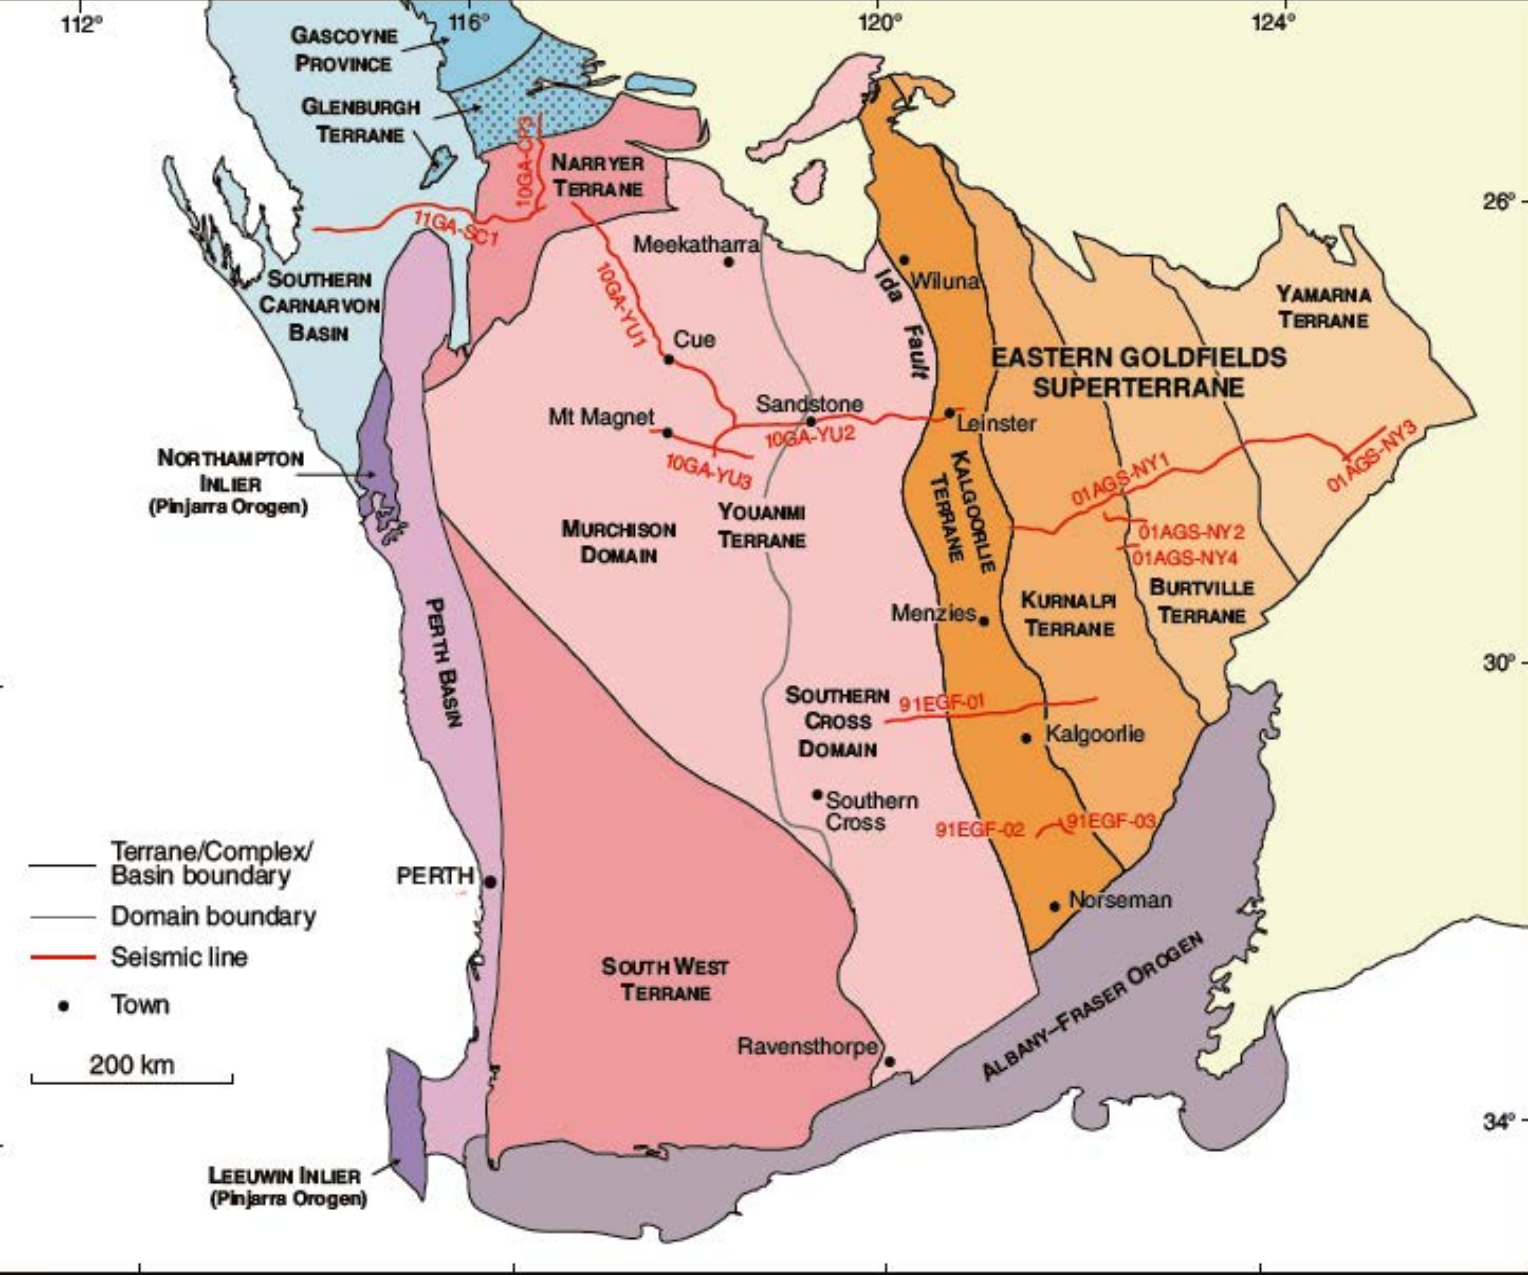 112°
116°
120°
124°
GASCOYNE
PROVINCE
GLENBURGH
TERRANE
10GA-CP3
NARRYER
TERRANE
26°
11GA-SC1
Meekatharra
SOUTHERN
CARNARVON
BASIN
10GA-YU1
Ida Fault
Wiluna
YAMARNA
TERRANE
Cue
EASTERN GOLDFIELDS
SUPERTERRANE
Mt Magnet
Sandstone
Leinster
10GA-YU2
10GA-YU3
01AGS-NY1
01AGS-NY3
NORTHAMPTON
INLIER
(Pinjarra Orogen)
MURCHISON
DOMAIN
YOUANMI
TERRANE
KALGOORLIE
TERRANE
01AGS-NY2
01AGS-NY4
BURTVILLE
TERRANE
KURNALPI
TERRANE
Menzies
PERTH BASIN
30°
SOUTHERN
CROSS
DOMAIN
91EGF-01
Kalgoorlie
Southern
Cross
91EGF-02
91EGF-03
Terrane/Complex/
Basin boundary
Domain boundary
Seismic line
Town
200 km
PERTH
Norseman
SOUTH WEST
TERRANE
ALBANY–FRASER OROGEN
Ravensthorpe
34°
LEEUWIN INLIER
(Pinjarra Orogen)